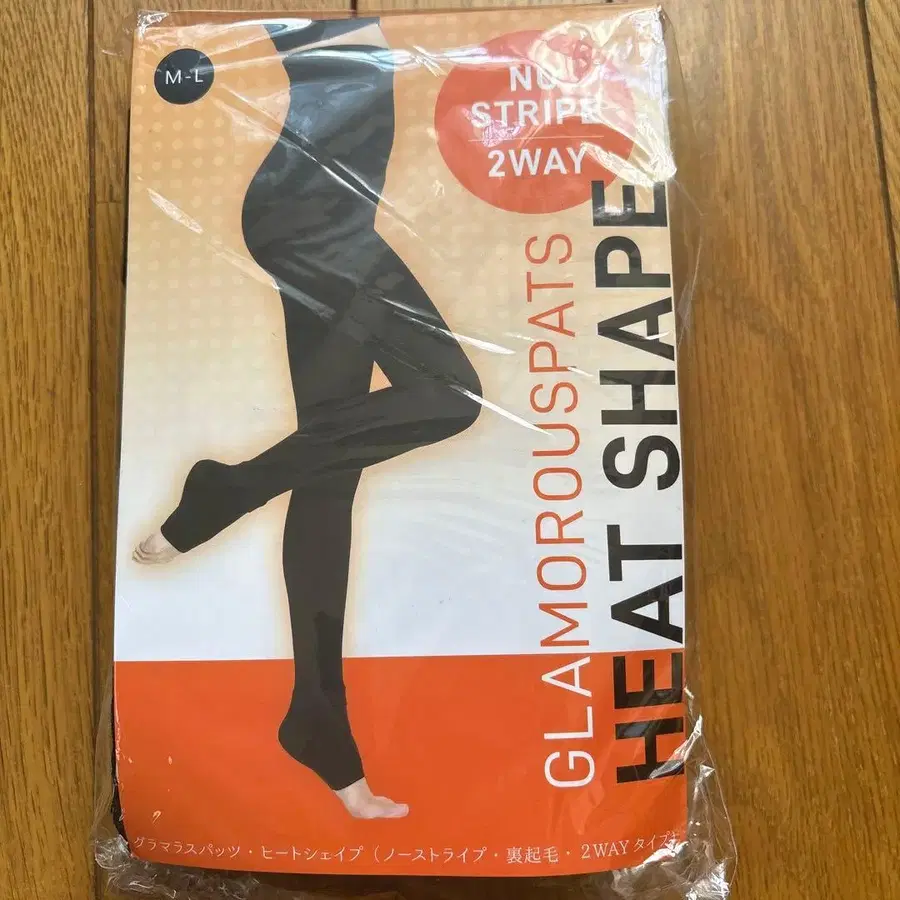 M-L
NO
STRIPE
2WAY
GLAMOROUSPATS
HEAT SHAPE
グラマラスパッツ・ヒートシェイプ(ノーストライプ・裏起毛・2WAYタイプ)